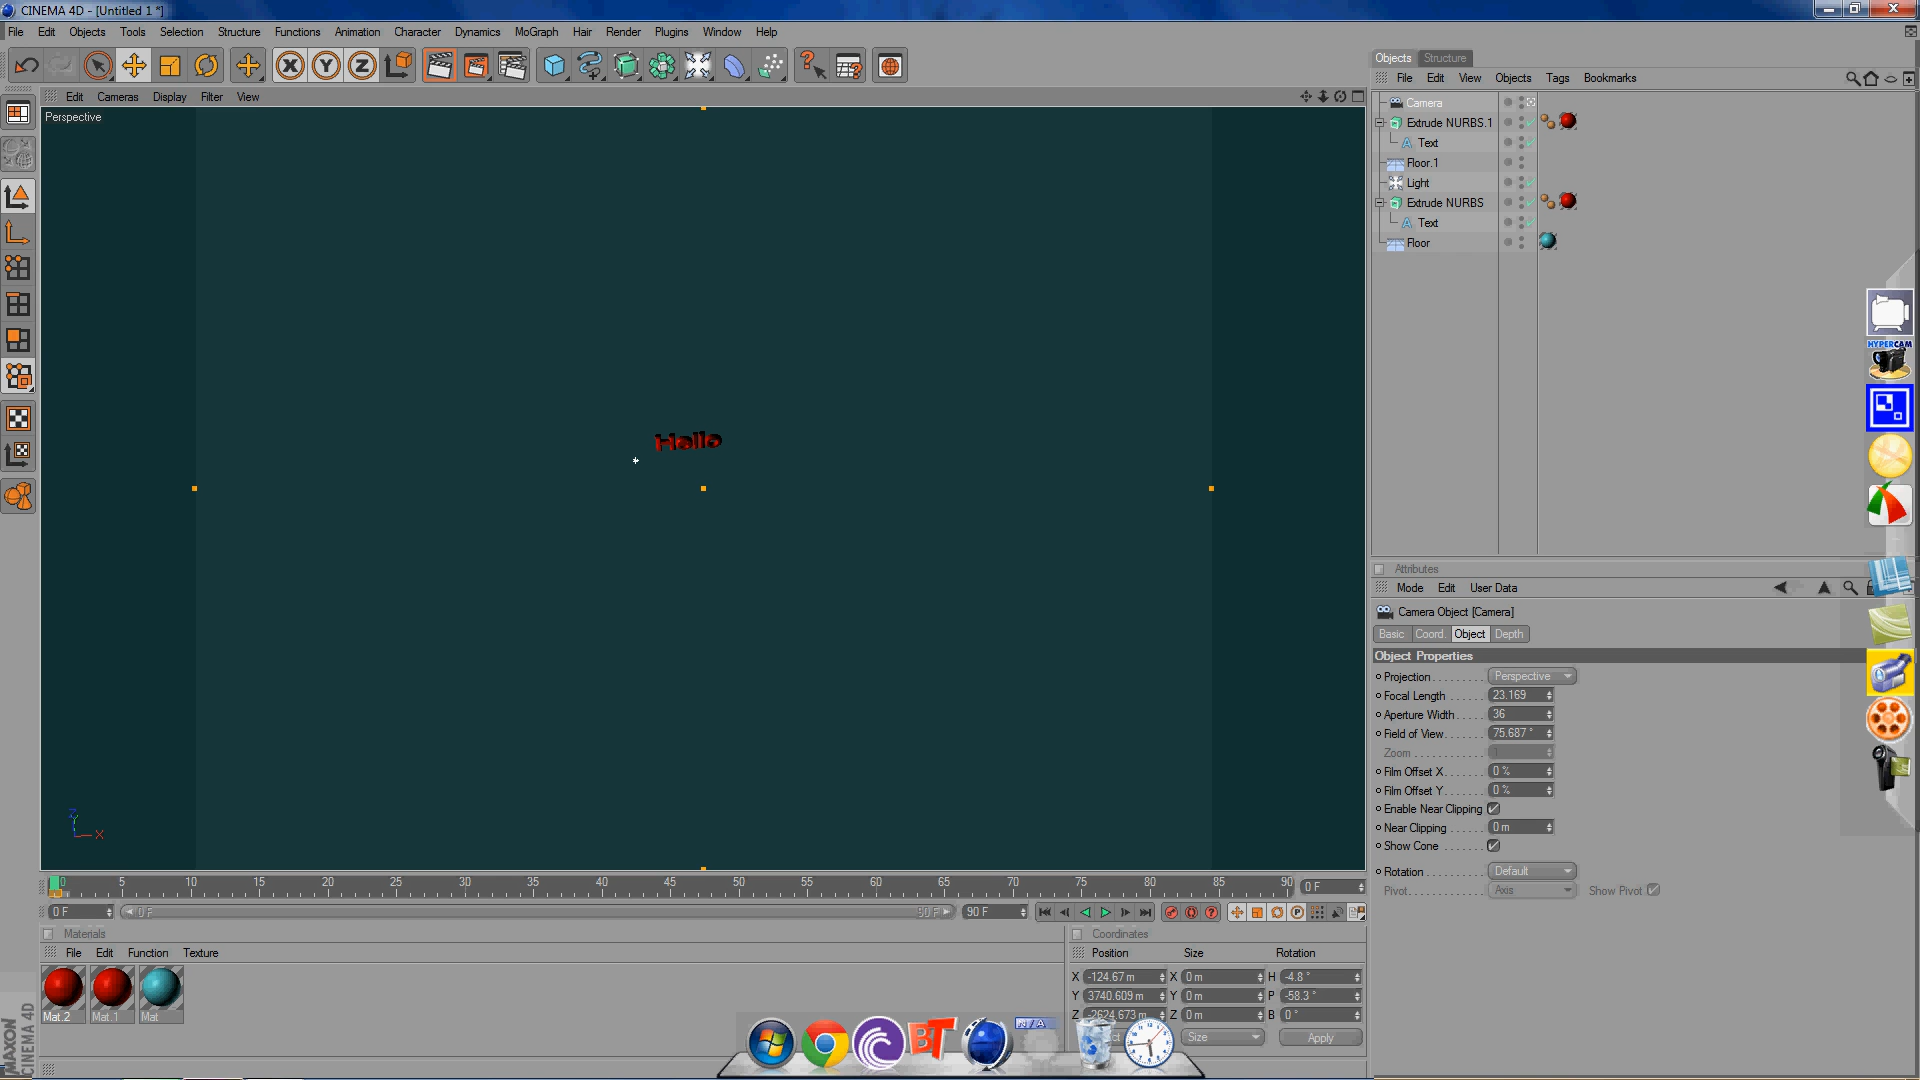 CINEMA 4D - [Untitled 1 *]
File Edit Objects Tools Selection Structure Functions Animation Character Dynamics MoGraph Hair Render Plugins Window Help
Edit Cameras Display Filter View
Perspective
Hello
X
Objects Structure
File Edit View Objects Tags Bookmarks
Camera
Extrude NURBS.1
Text
Floor.1
Light
Extrude NURBS
Text
Floor
HYPERCAM
Attributes
Mode Edit User Data
Camera Object [Camera]
Basic Coord. Object Depth
Object Properties
Projection Perspective
Focal Length 23.169
Aperture Width 36
Field of View 75.687 °
Zoom
Film Offset X 0 %
Film Offset Y 0 %
Enable Near Clipping
Near Clipping 0 m
Show Cone
Rotation Default
Pivot Axis Show Pivot
0 5 10 15 20 25 30 35 40 45 50 55 60 65 70 75 80 85 90 0 F
0 F 0 F 90 F 90 F
Materials
File Edit Function Texture
Mat.2 Mat.1 Mat
Coordinates
Position Size Rotation
X -124.67 m X 0 m H -4.8 °
Y 3740.609 m Y 0 m P -58.3 °
Z -2624.673 m Z 0 m B 0 °
Size Apply
N/A
BT
MAXON
CINEMA 4D